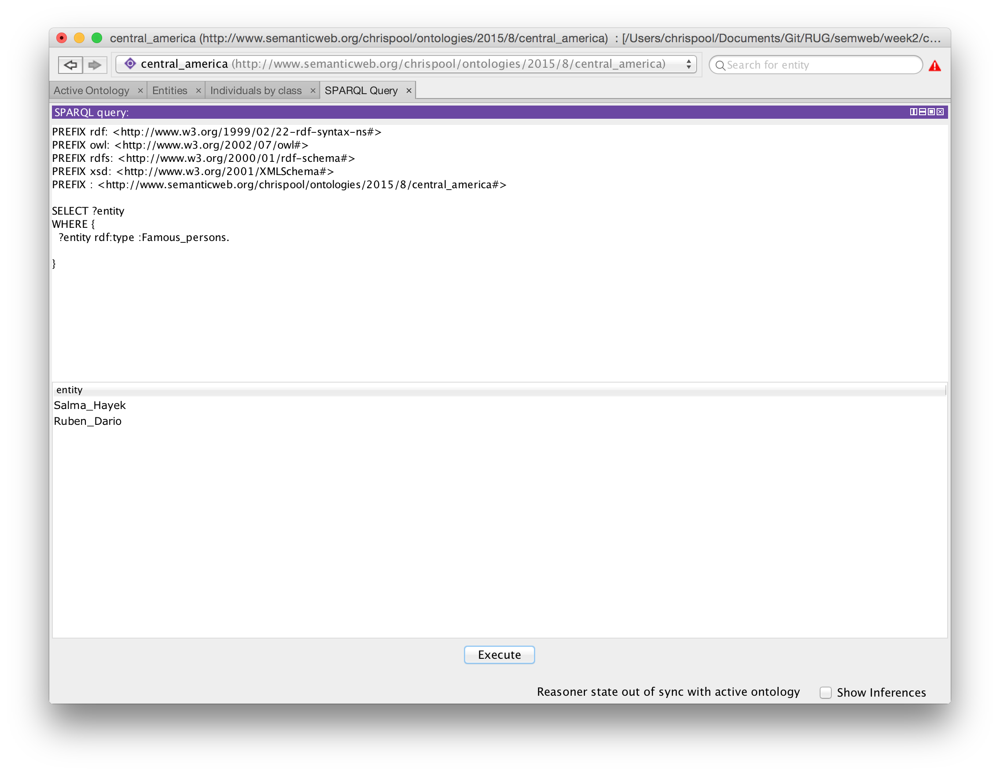 central_america (http://www.semanticweb.org/chrispool/ontologies/2015/8/central_america)  : [/Users/chrispool/Documents/Git/RUG/semweb/week2/c...
central_america (http://www.semanticweb.org/chrispool/ontologies/2015/8/central_america)
Search for entity
Active Ontology × Entities × Individuals by class × SPARQL Query ×
SPARQL query:
PREFIX rdf: <http://www.w3.org/1999/02/22-rdf-syntax-ns#>
PREFIX owl: <http://www.w3.org/2002/07/owl#>
PREFIX rdfs: <http://www.w3.org/2000/01/rdf-schema#>
PREFIX xsd: <http://www.w3.org/2001/XMLSchema#>
PREFIX : <http://www.semanticweb.org/chrispool/ontologies/2015/8/central_america#>
SELECT ?entity
WHERE {
?entity rdf:type :Famous_persons.
}
entity
Salma_Hayek
Ruben_Dario
Execute
Reasoner state out of sync with active ontology
Show Inferences